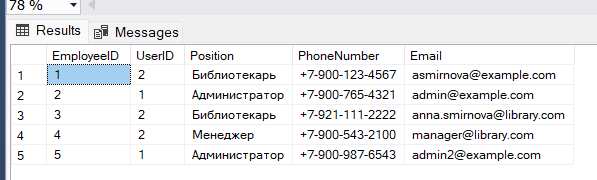 78 %
Results Messages
EmployeeID UserID Position PhoneNumber Email
1 1 2 Библиотекарь +7-900-123-4567 asmirnova@example.com
2 2 1 Администратор +7-900-765-4321 admin@example.com
3 3 2 Библиотекарь +7-921-111-2222 anna.smirnova@library.com
4 4 2 Менеджер +7-900-543-2100 manager@library.com
5 5 1 Администратор +7-900-987-6543 admin2@example.com